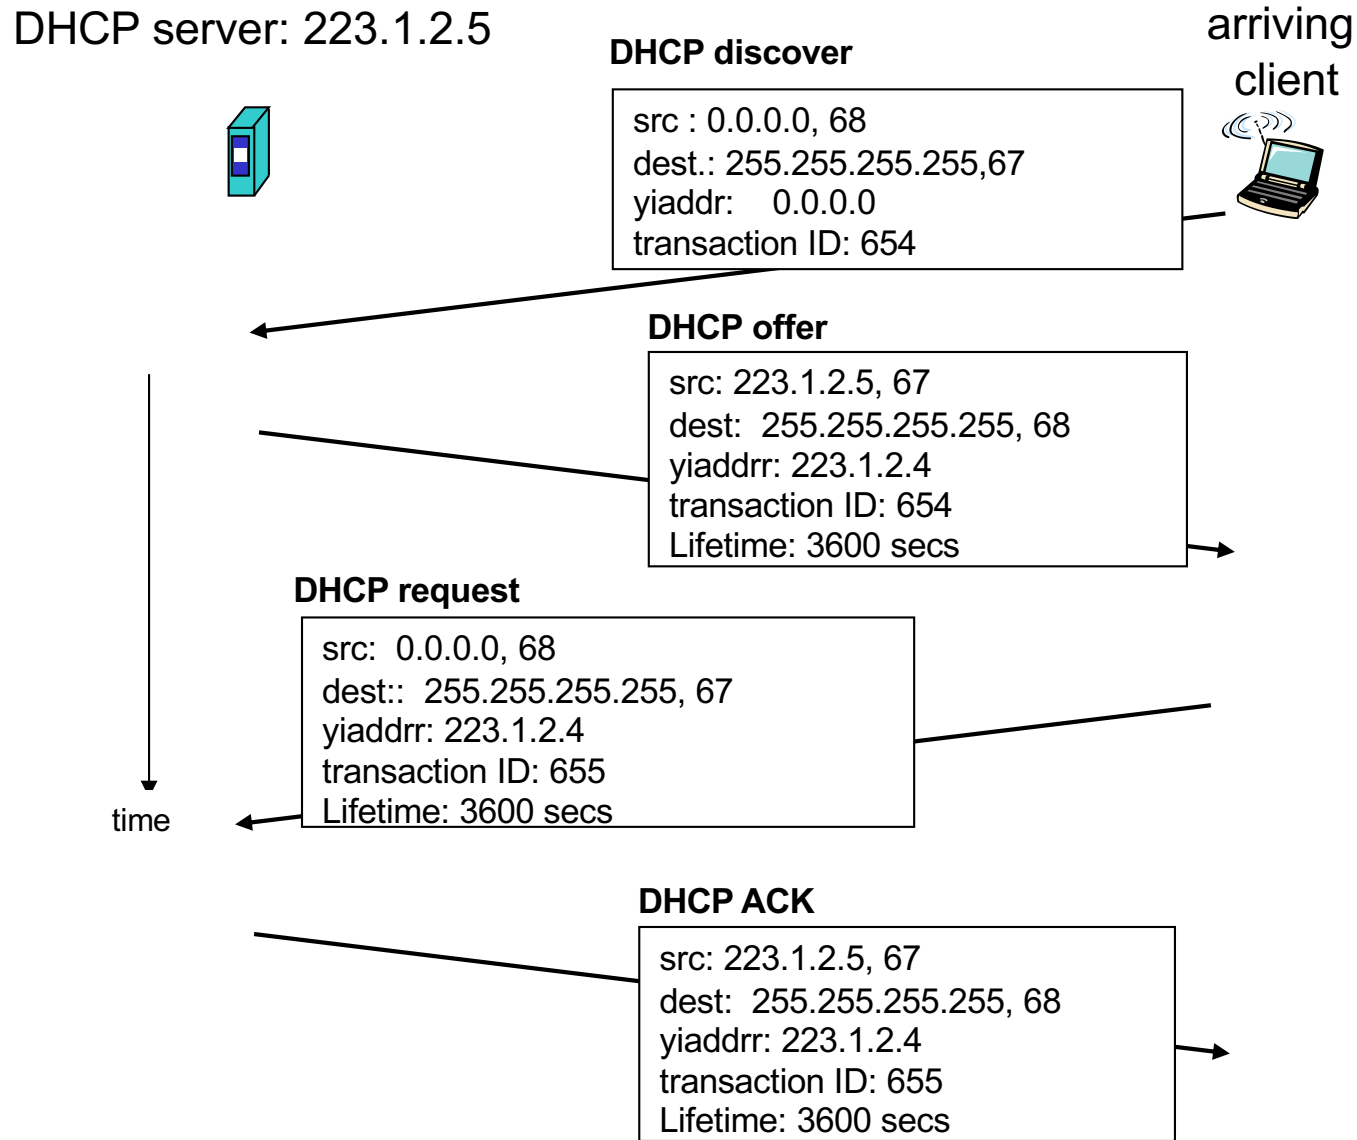 DHCP server: 223.1.2.5
arriving
client
DHCP discover
src : 0.0.0.0, 68
dest.: 255.255.255.255,67
yiaddr: 0.0.0.0
transaction ID: 654
DHCP offer
src: 223.1.2.5, 67
dest: 255.255.255.255, 68
yiaddrr: 223.1.2.4
transaction ID: 654
Lifetime: 3600 secs
DHCP request
src: 0.0.0.0, 68
dest:: 255.255.255.255, 67
yiaddrr: 223.1.2.4
transaction ID: 655
Lifetime: 3600 secs
time
DHCP ACK
src: 223.1.2.5, 67
dest: 255.255.255.255, 68
yiaddrr: 223.1.2.4
transaction ID: 655
Lifetime: 3600 secs